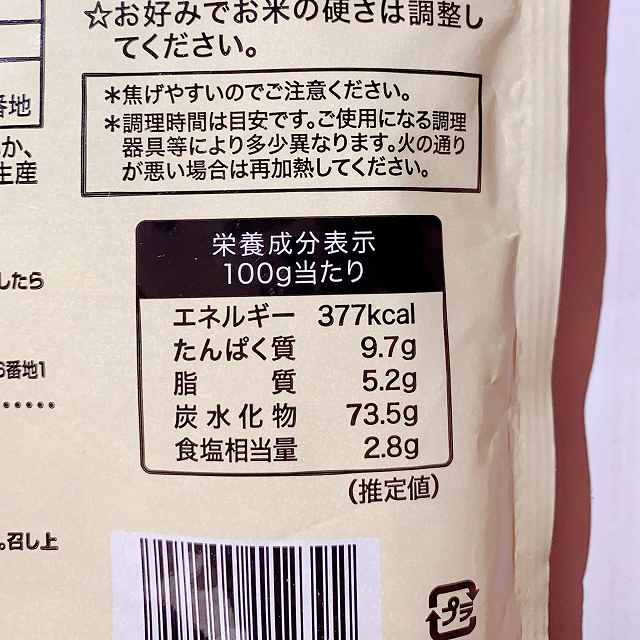 ☆お好みでお米の硬さは調整し
てください。
番地
か、
生産
＊焦げやすいのでご注意ください。
＊調理時間は目安です。ご使用になる調理
器具等により多少異なります。火の通り
が悪い場合は再加熱してください。
したら
6番地1
。召し上
栄養成分表示
100g当たり
エネルギー 377kcal
たんぱく質 9.7g
脂質 5.2g
炭水化物 73.5g
食塩相当量 2.8g
（推定値）
プラ